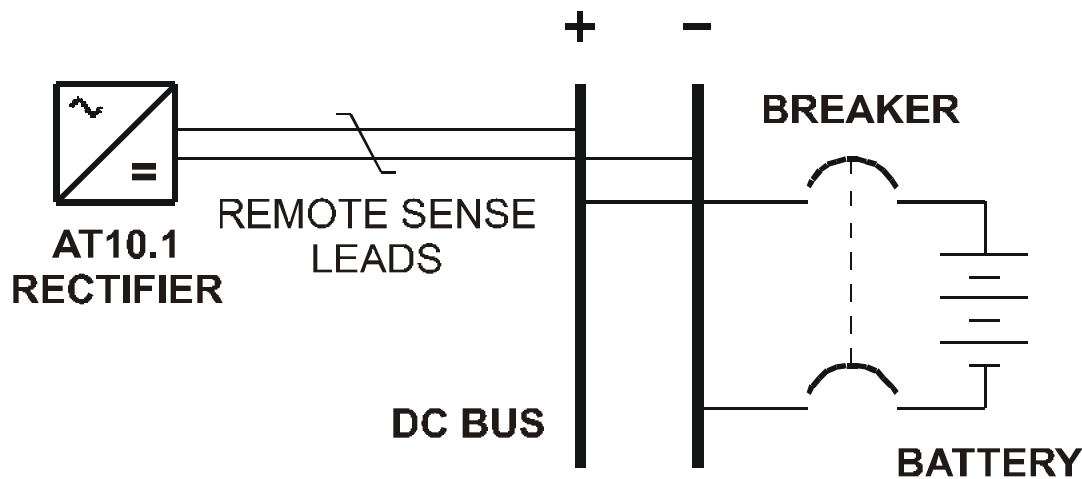 + −
BREAKER
REMOTE SENSE
LEADS
AT10.1
RECTIFIER
DC BUS
BATTERY